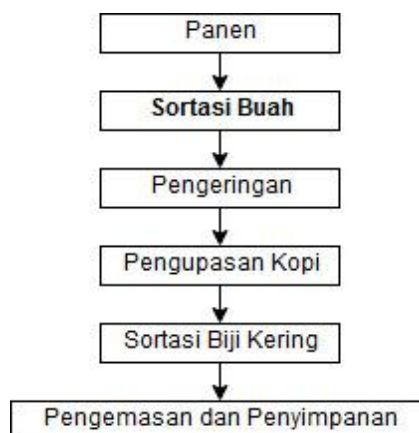 Panen
Sortasi Buah
Pengeringan
Pengupasan Kopi
Sortasi Biji Kering
Pengemasan dan Penyimpanan